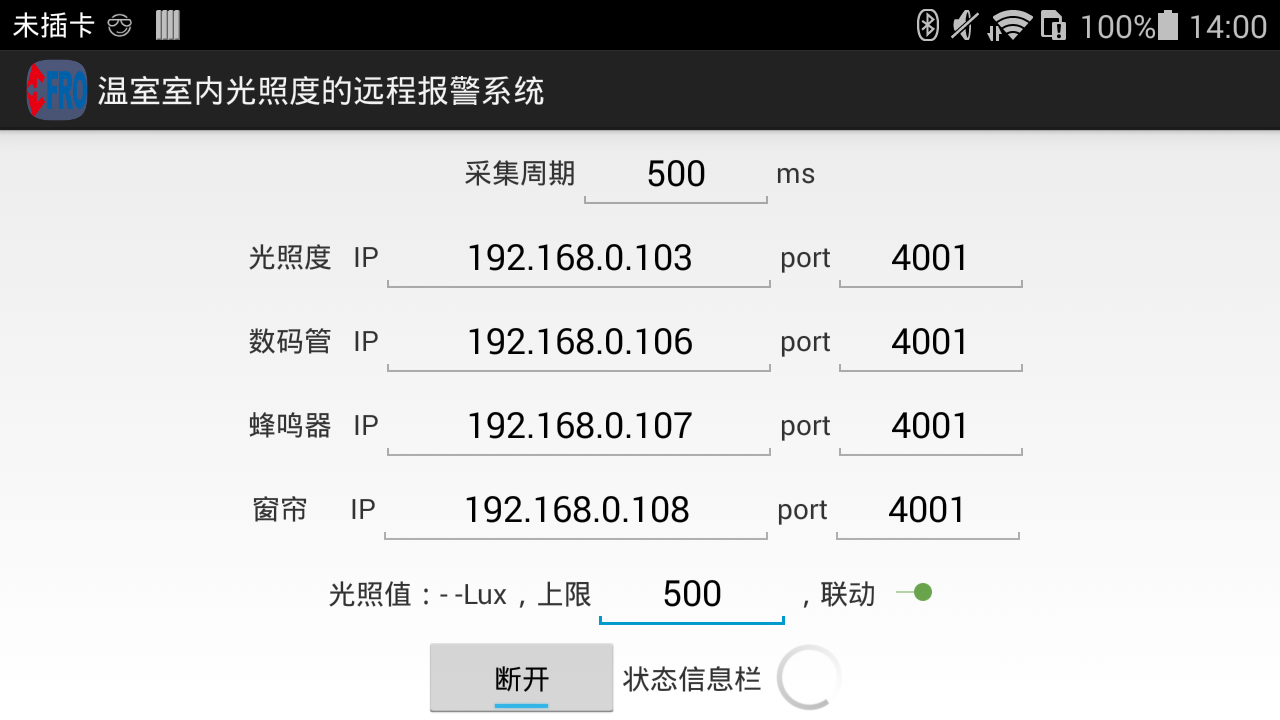 未插卡 100% 14:00
FRO 温室室内光照度的远程报警系统
采集周期 500 ms
光照度 IP 192.168.0.103 port 4001
数码管 IP 192.168.0.106 port 4001
蜂鸣器 IP 192.168.0.107 port 4001
窗帘 IP 192.168.0.108 port 4001
光照值：- -Lux，上限 500 ，联动
断开 状态信息栏